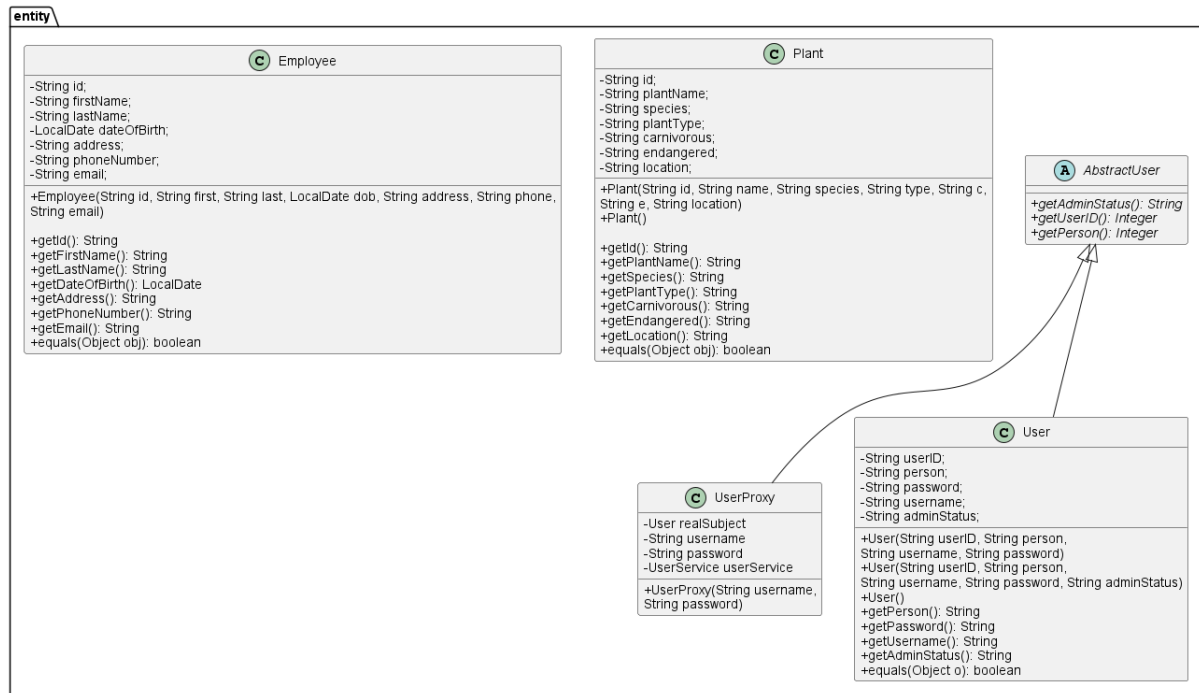 entity
C Employee
-String id;
-String firstName;
-String lastName;
-LocalDate dateOfBirth;
-String address;
-String phoneNumber;
-String email;
+Employee(String id, String first, String last, LocalDate dob, String address, String phone,
String email)
+getId(): String
+getFirstName(): String
+getLastName(): String
+getDateOfBirth(): LocalDate
+getAddress(): String
+getPhoneNumber(): String
+getEmail(): String
+equals(Object obj): boolean
C Plant
-String id;
-String plantName;
-String species;
-String plantType;
-String carnivorous;
-String endangered;
-String location;
+Plant(String id, String name, String species, String type, String c,
String e, String location)
+Plant()
+getId(): String
+getPlantName(): String
+getSpecies(): String
+getPlantType(): String
+getCarnivorous(): String
+getEndangered(): String
+getLocation(): String
+equals(Object obj): boolean
A AbstractUser
+getAdminStatus(): String
+getUserID(): Integer
+getPerson(): Integer
C UserProxy
-User realSubject
-String username
-String password
-UserService userService
+UserProxy(String username,
String password)
C User
-String userID;
-String person;
-String password;
-String username;
-String adminStatus;
+User(String userID, String person,
String username, String password)
+User(String userID, String person,
String username, String password, String adminStatus)
+User()
+getPerson(): String
+getPassword(): String
+getUsername(): String
+getAdminStatus(): String
+equals(Object o): boolean